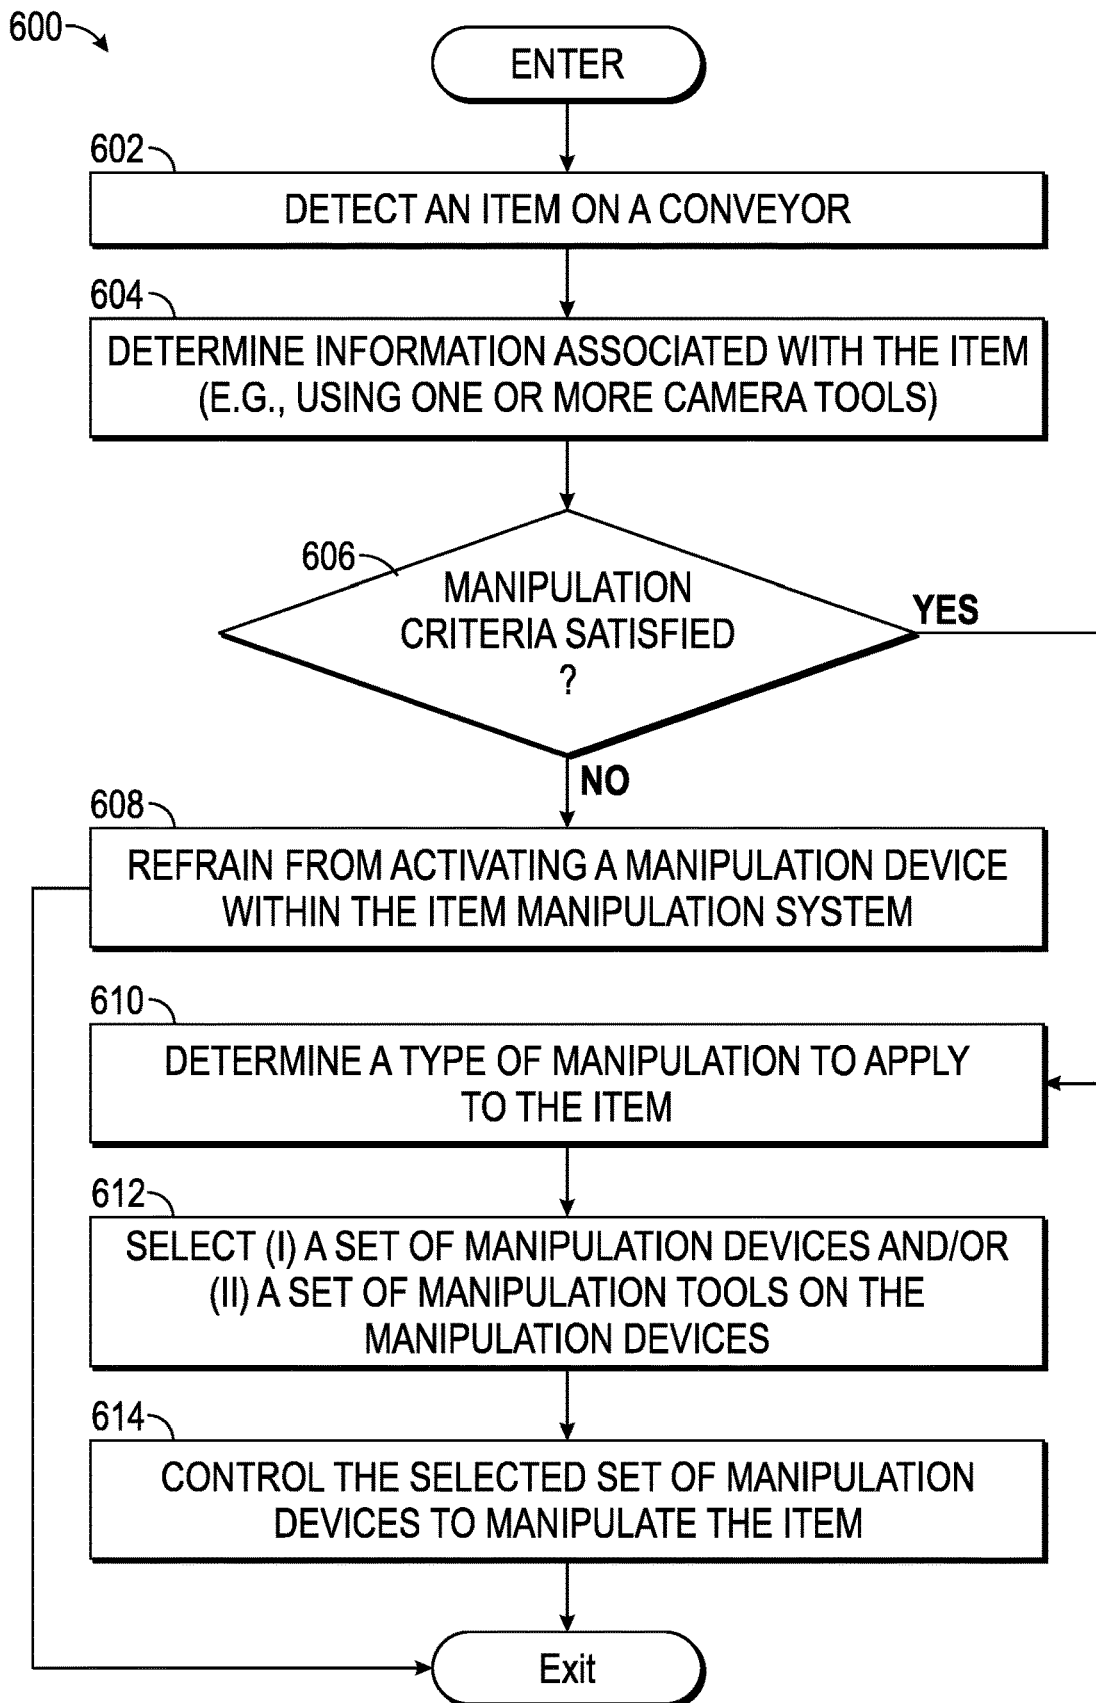 600
ENTER
602
DETECT AN ITEM ON A CONVEYOR
604
DETERMINE INFORMATION ASSOCIATED WITH THE ITEM
(E.G., USING ONE OR MORE CAMERA TOOLS)
606
MANIPULATION
CRITERIA SATISFIED
?
YES
NO
608
REFRAIN FROM ACTIVATING A MANIPULATION DEVICE
WITHIN THE ITEM MANIPULATION SYSTEM
610
DETERMINE A TYPE OF MANIPULATION TO APPLY
TO THE ITEM
612
SELECT (I) A SET OF MANIPULATION DEVICES AND/OR
(II) A SET OF MANIPULATION TOOLS ON THE
MANIPULATION DEVICES
614
CONTROL THE SELECTED SET OF MANIPULATION
DEVICES TO MANIPULATE THE ITEM
Exit